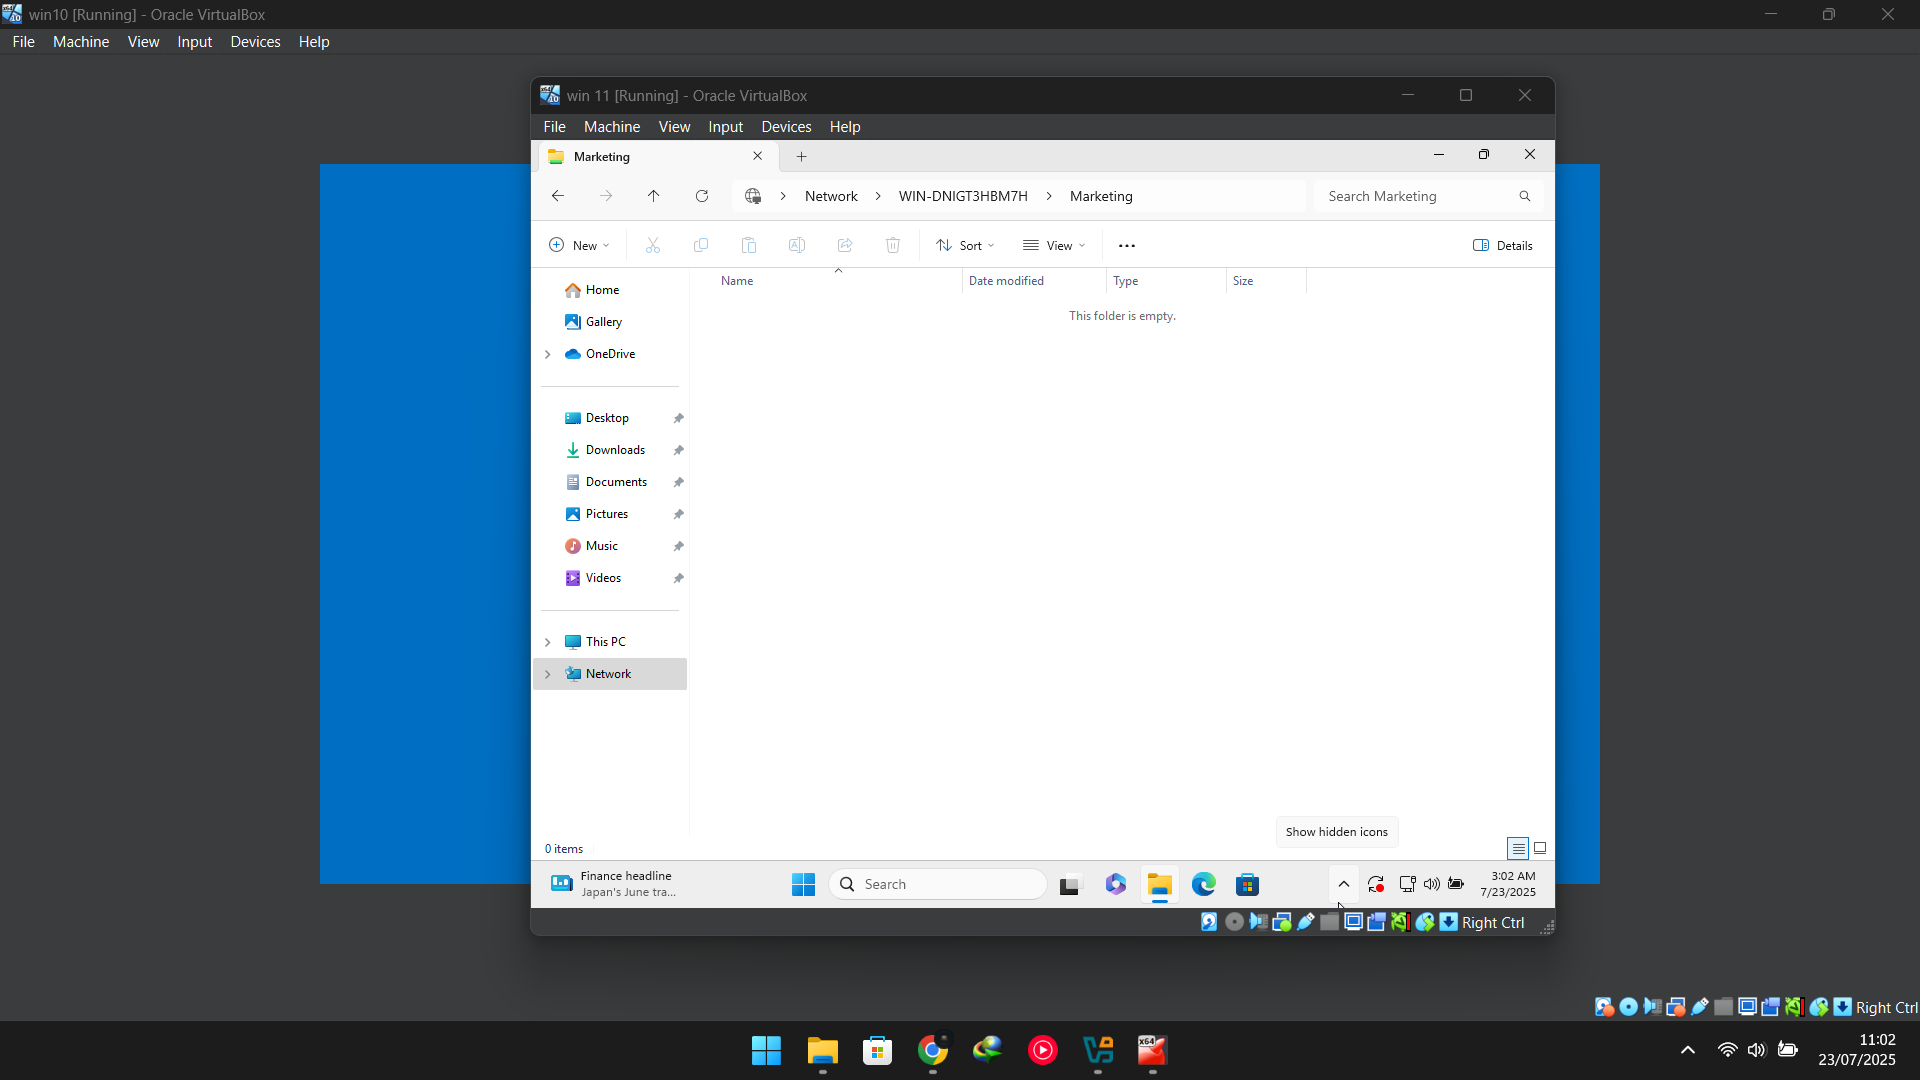 win10 [Running] - Oracle VirtualBox
File Machine View Input Devices Help
win 11 [Running] - Oracle VirtualBox
File Machine View Input Devices Help
Marketing
Network WIN-DNIGT3HBM7H Marketing
Search Marketing
New Sort View Details
Name Date modified Type Size
This folder is empty.
Home
Gallery
OneDrive
Desktop
Downloads
Documents
Pictures
Music
Videos
This PC
Network
Show hidden icons
0 items
Finance headline
Japan's June tra...
Search
3:02 AM
7/23/2025
Right Ctrl
Right Ctrl
11:02
23/07/2025